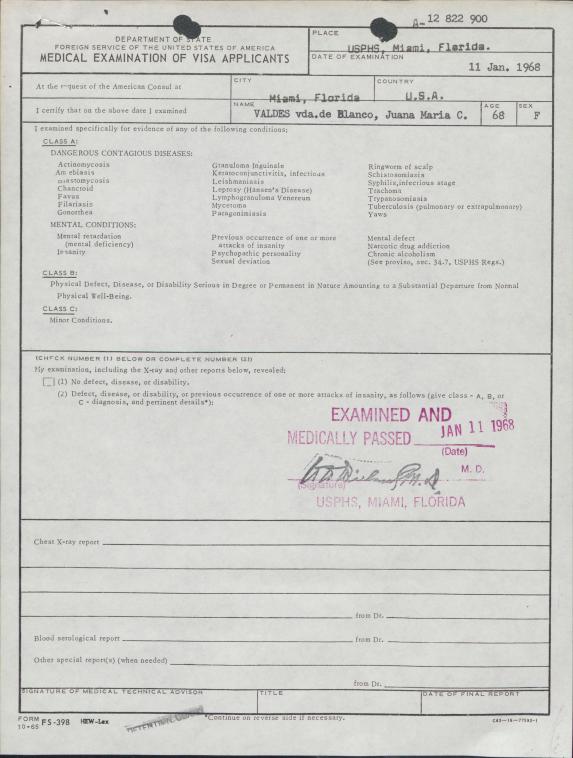 A-12 822 900
DEPARTMENT OF STATE
FOREIGN SERVICE OF THE UNITED STATES OF AMERICA
MEDICAL EXAMINATION OF VISA APPLICANTS
PLACE
USPHS, Miami, Florida.
DATE OF EXAMINATION
11 Jan. 1968
At the request of the American Consul at
CITY
Miami, Florida
COUNTRY
U.S.A.
I certify that on the above date I examined
NAME
VALDES vda.de Blanco, Juana Maria C.
AGE
68
SEX
F
I examined specifically for evidence of any of the following conditions:
CLASS A:
DANGEROUS CONTAGIOUS DISEASES:
Actinomycosis
Amebiasis
Blastomycosis
Chancroid
Favus
Filariasis
Gonorrhea
Granuloma Inguinale
Keratoconjunctivitis, infectious
Leishmaniasis
Leprosy (Hansen's Disease)
Lymphogranuloma Venereum
Mycetoma
Paragonimiasis
Ringworm of scalp
Schistosomiasis
Syphilis, infectious stage
Trachoma
Trypanosomiasis
Tuberculosis (pulmonary or extrapulmonary)
Yaws
MENTAL CONDITIONS:
Mental retardation
(mental deficiency)
Insanity
Previous occurrence of one or more
attacks of insanity
Psychopathic personality
Sexual deviation
Mental defect
Narcotic drug addiction
Chronic alcoholism
(See proviso, sec. 34.7, USPHS Regs.)
CLASS B:
Physical Defect, Disease, or Disability Serious in Degree or Permanent in Nature Amounting to a Substantial Departure from Normal
Physical Well-Being.
CLASS C:
Minor Conditions.
(CHECK NUMBER (1) BELOW OR COMPLETE NUMBER (2))
My examination, including the X-ray and other reports below, revealed:
(1) No defect, disease, or disability.
(2) Defect, disease, or disability, or previous occurrence of one or more attacks of insanity, as follows (give class - A, B, or
C - diagnosis, and pertinent details*):
EXAMINED AND
MEDICALLY PASSED JAN 11 1968
(Date)
M. D.
(Signature)
USPHS, MIAMI, FLORIDA
Chest X-ray report
from Dr.
Blood serological report
from Dr.
Other special report(s) (when needed)
from Dr.
SIGNATURE OF MEDICAL TECHNICAL ADVISOR
TITLE
DATE OF FINAL REPORT
FORM FS-398
10-65
HEW-Lex
*Continue on reverse side if necessary.